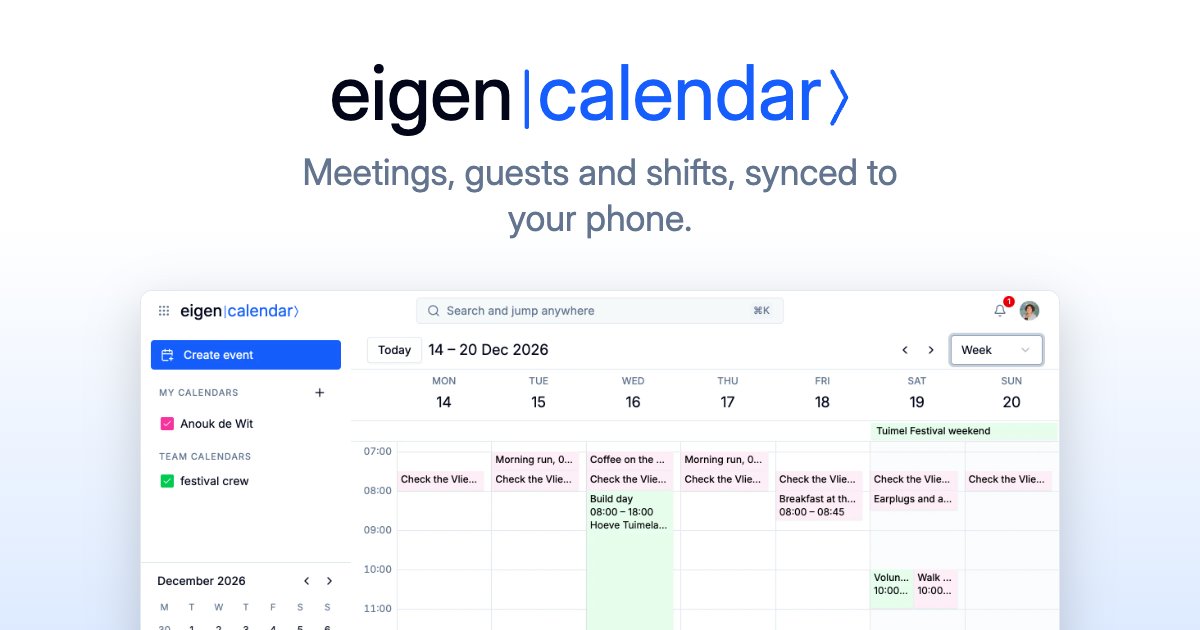 eigen|calendar⟩
Meetings, guests and shifts, synced to
your phone.
eigen|calendar⟩
Search and jump anywhere
⌘K
1
Create event
Today
14 – 20 Dec 2026
Week
MY CALENDARS
Anouk de Wit
TEAM CALENDARS
festival crew
MON
TUE
WED
THU
FRI
SAT
SUN
14
15
16
17
18
19
20
Tuimel Festival weekend
07:00
Morning run, 0...
Coffee on the ...
Morning run, 0...
Check the Vlie...
Check the Vlie...
Check the Vlie...
Check the Vlie...
Check the Vlie...
Check the Vlie...
Check the Vlie...
08:00
Build day
08:00 – 18:00
Hoeve Tuimela...
Breakfast at th...
08:00 – 08:45
Earplugs and a...
09:00
10:00
Volun...
10:00...
Walk ...
10:00...
11:00
December 2026
M T W T F S S
30 1 2 3 4 5 6